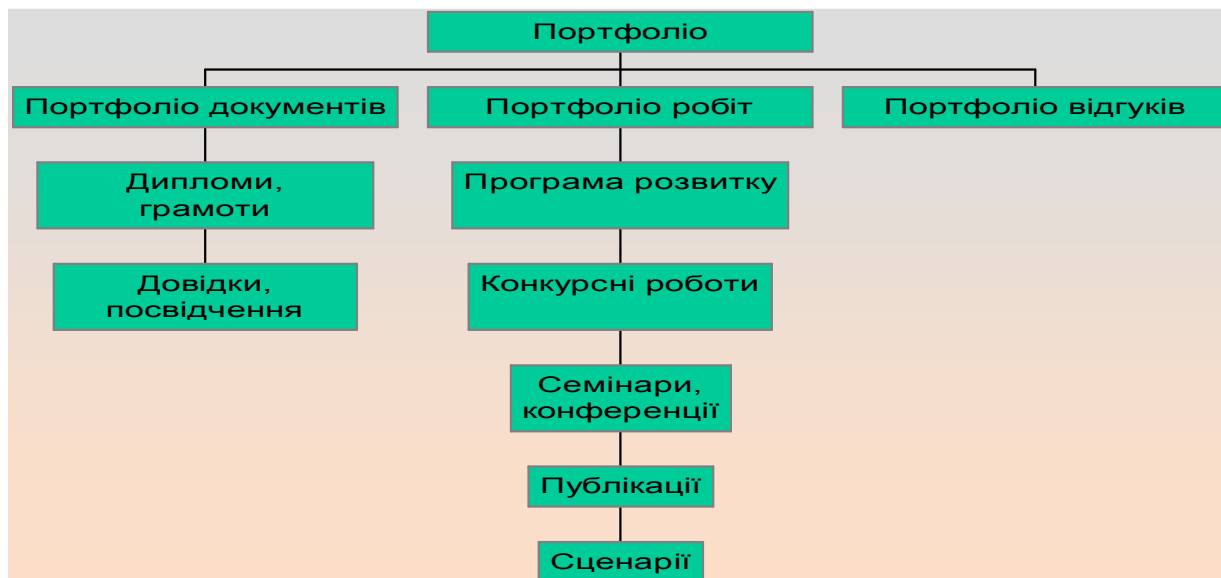 Портфоліо
Портфоліо документів
Портфоліо робіт
Портфоліо відгуків
Дипломи,
грамоти
Програма розвитку
Довідки,
посвідчення
Конкурсні роботи
Семінари,
конференції
Публікації
Сценарії